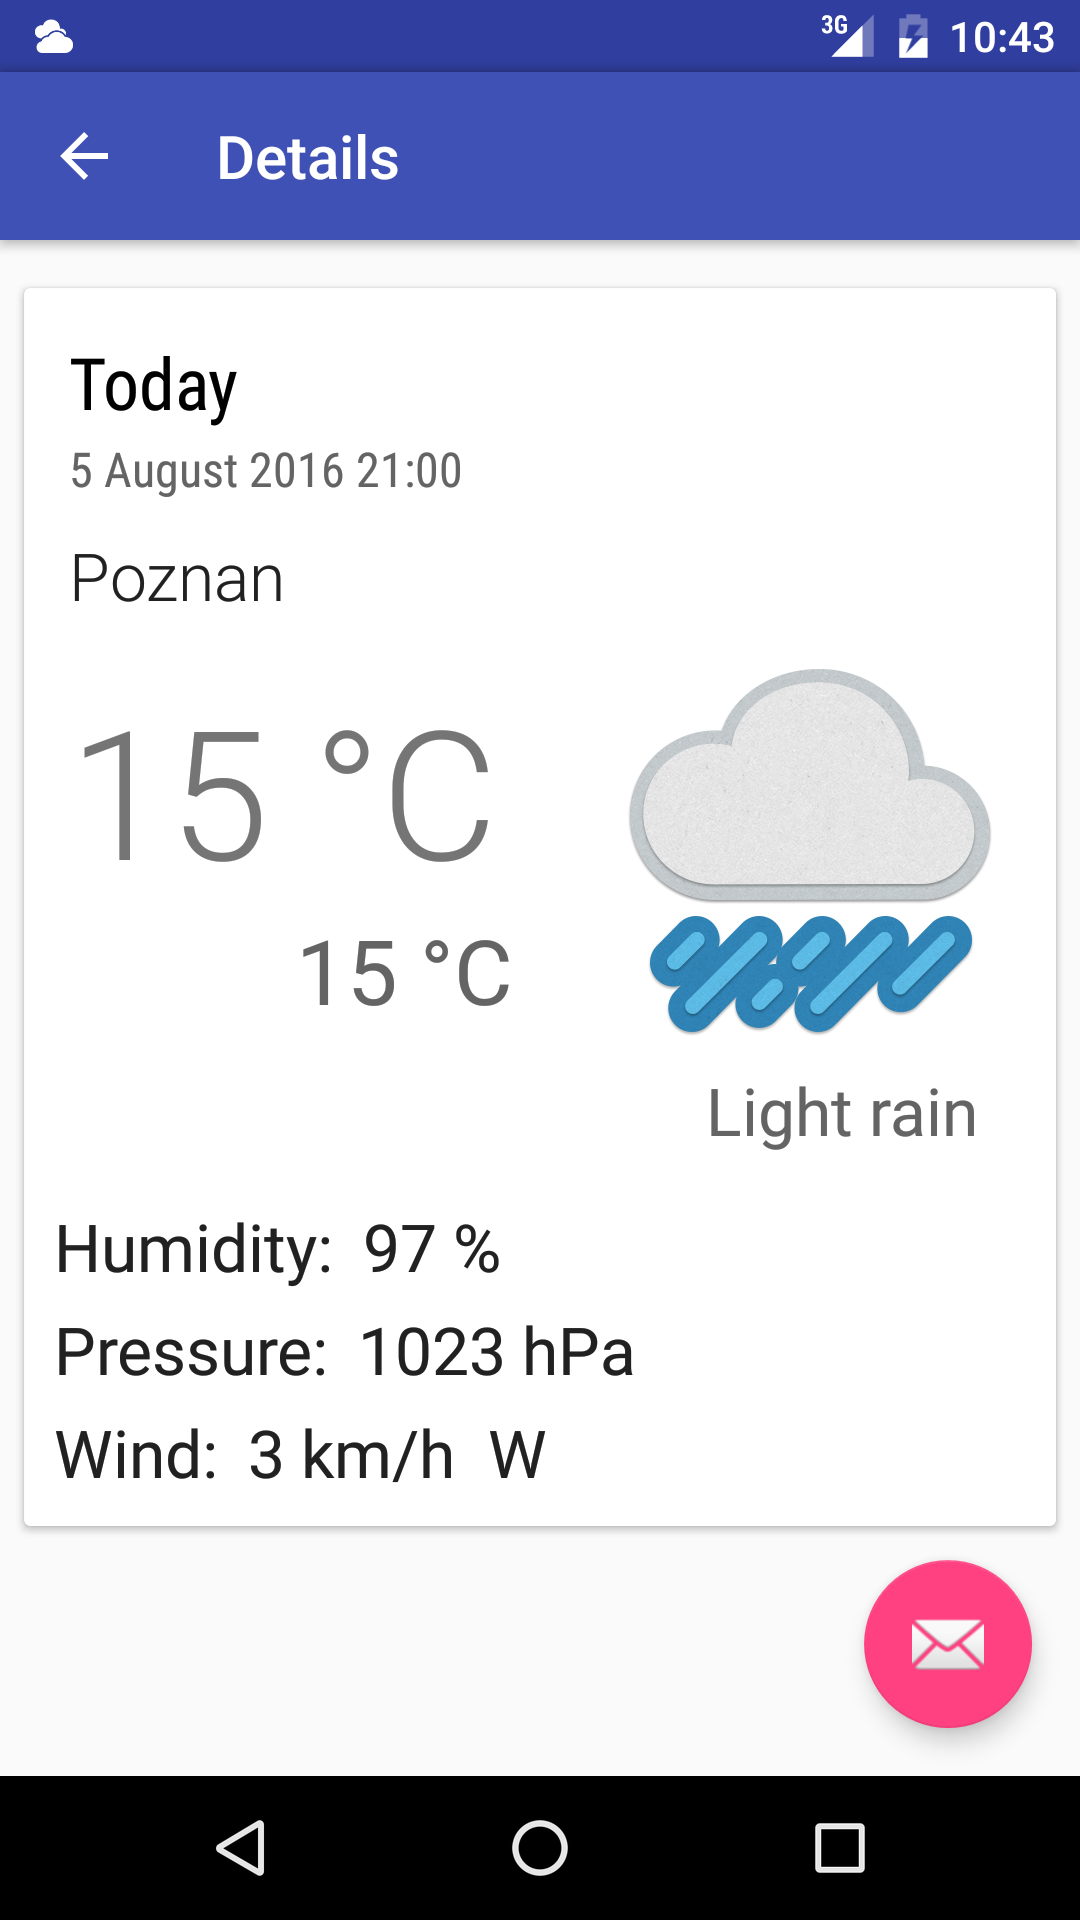 3G 10:43
Details
Today
5 August 2016 21:00
Poznan
15 °C
15 °C
Light rain
Humidity: 97 %
Pressure: 1023 hPa
Wind: 3 km/h W